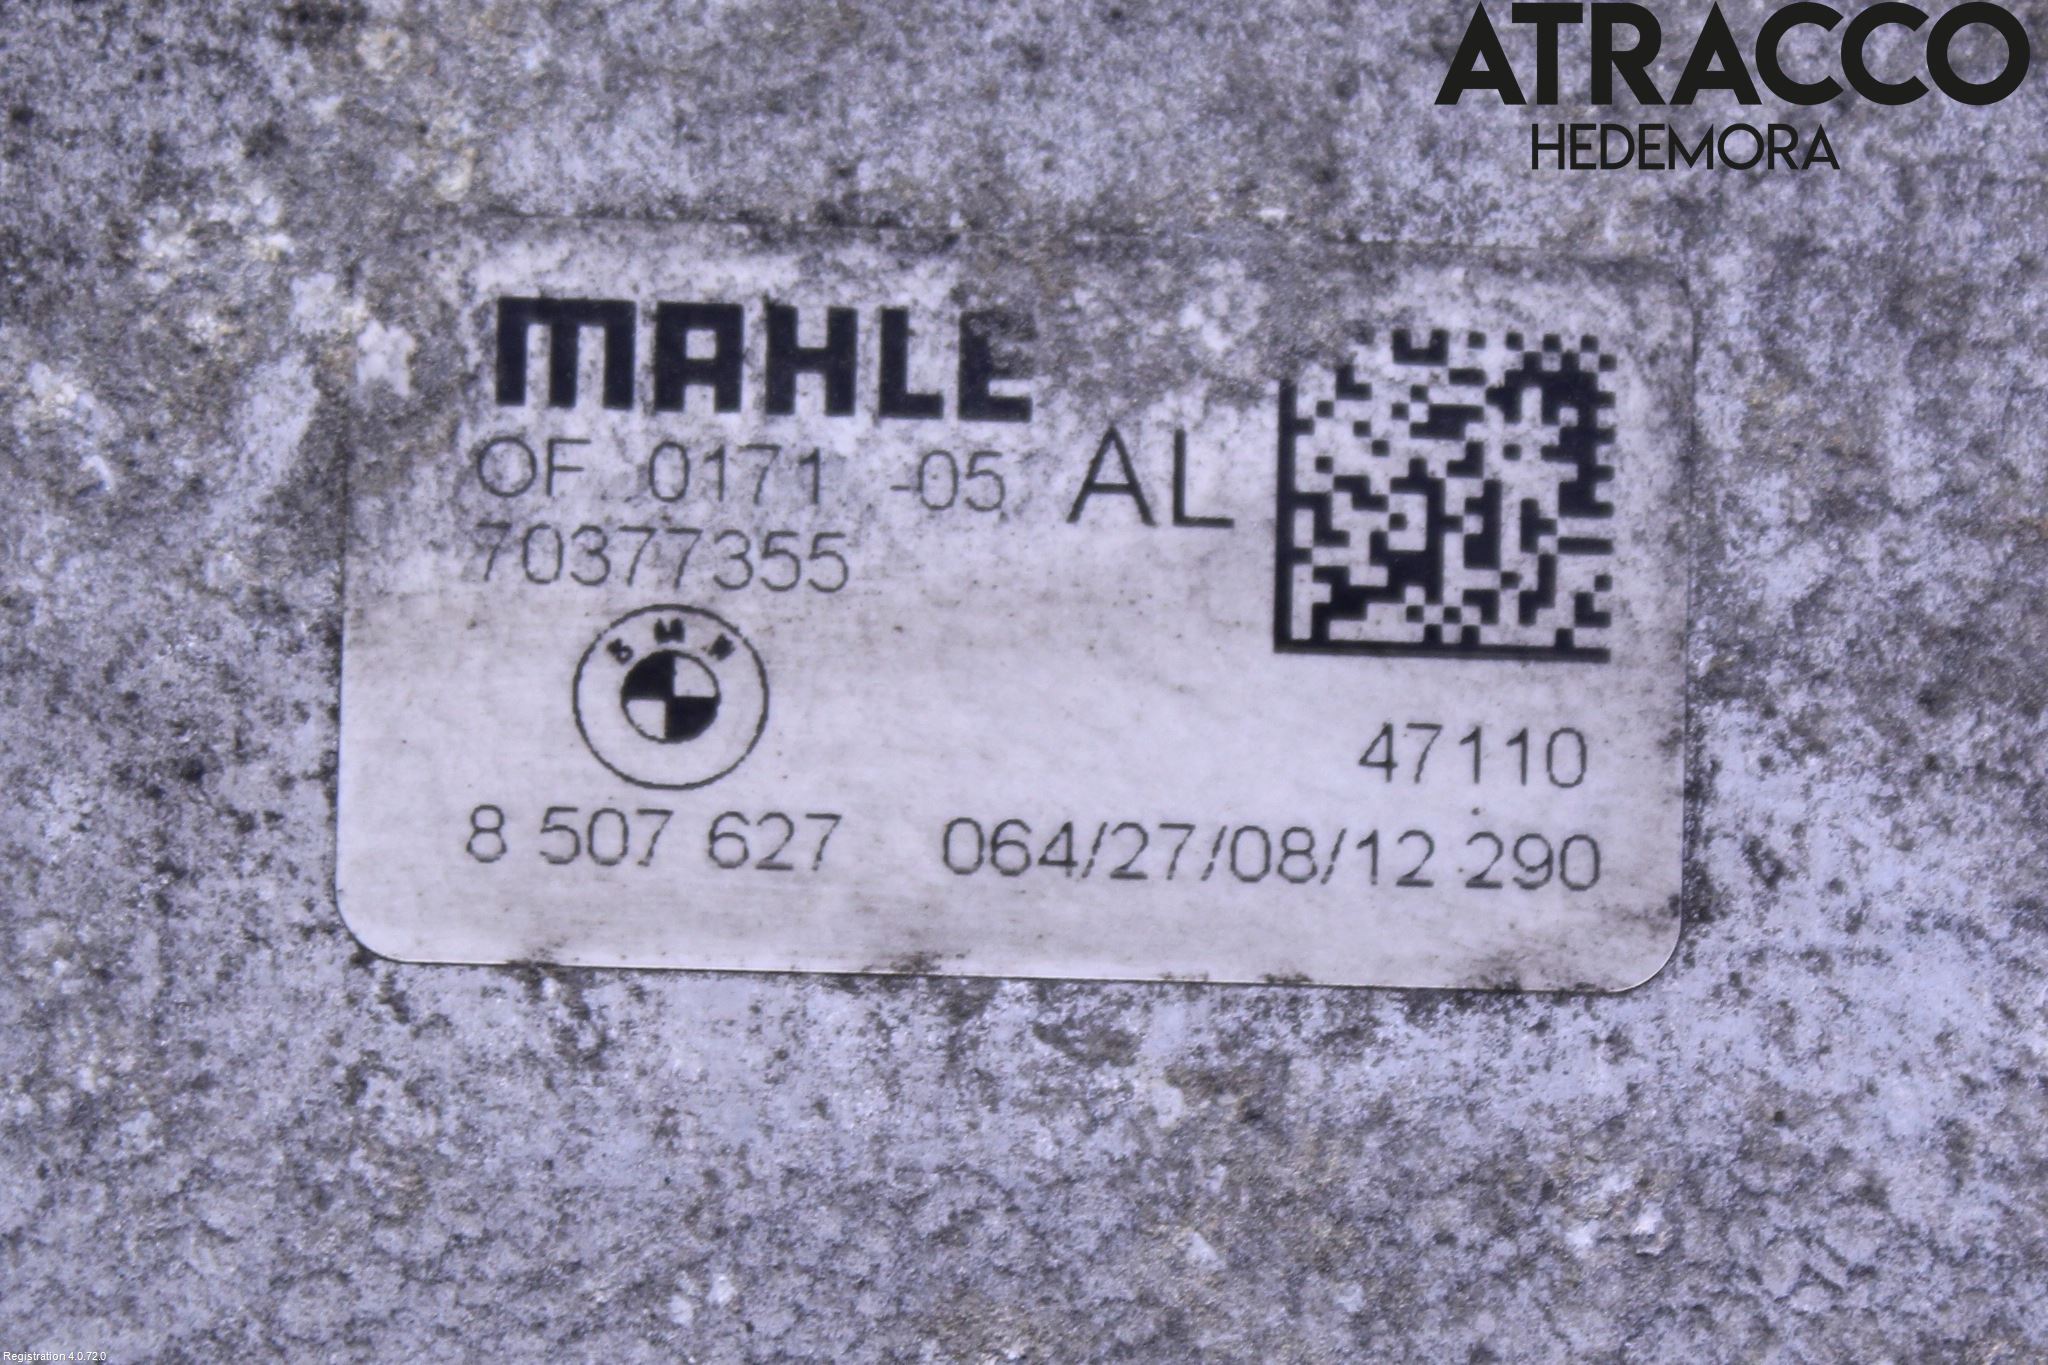 ATRACCO
HEDEMORA
MAHLE
OF 0171 -05 AL
70377355
BMW
47110
8 507 627 064/27/08/12 290
Registration 4.0.72.0